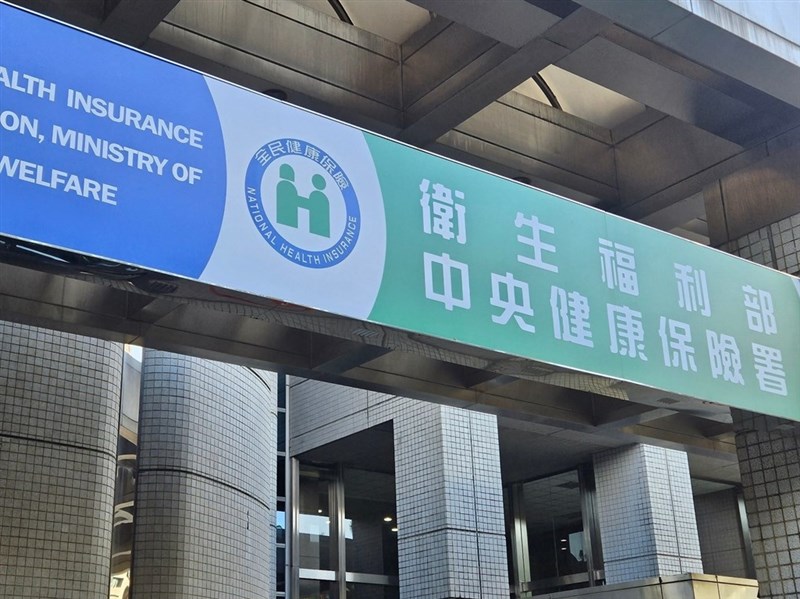 ALTH INSURANCE
ON, MINISTRY OF
WELFARE
全民健康保險
NATIONAL HEALTH INSURANCE
衛生福利部
中央健康保險署